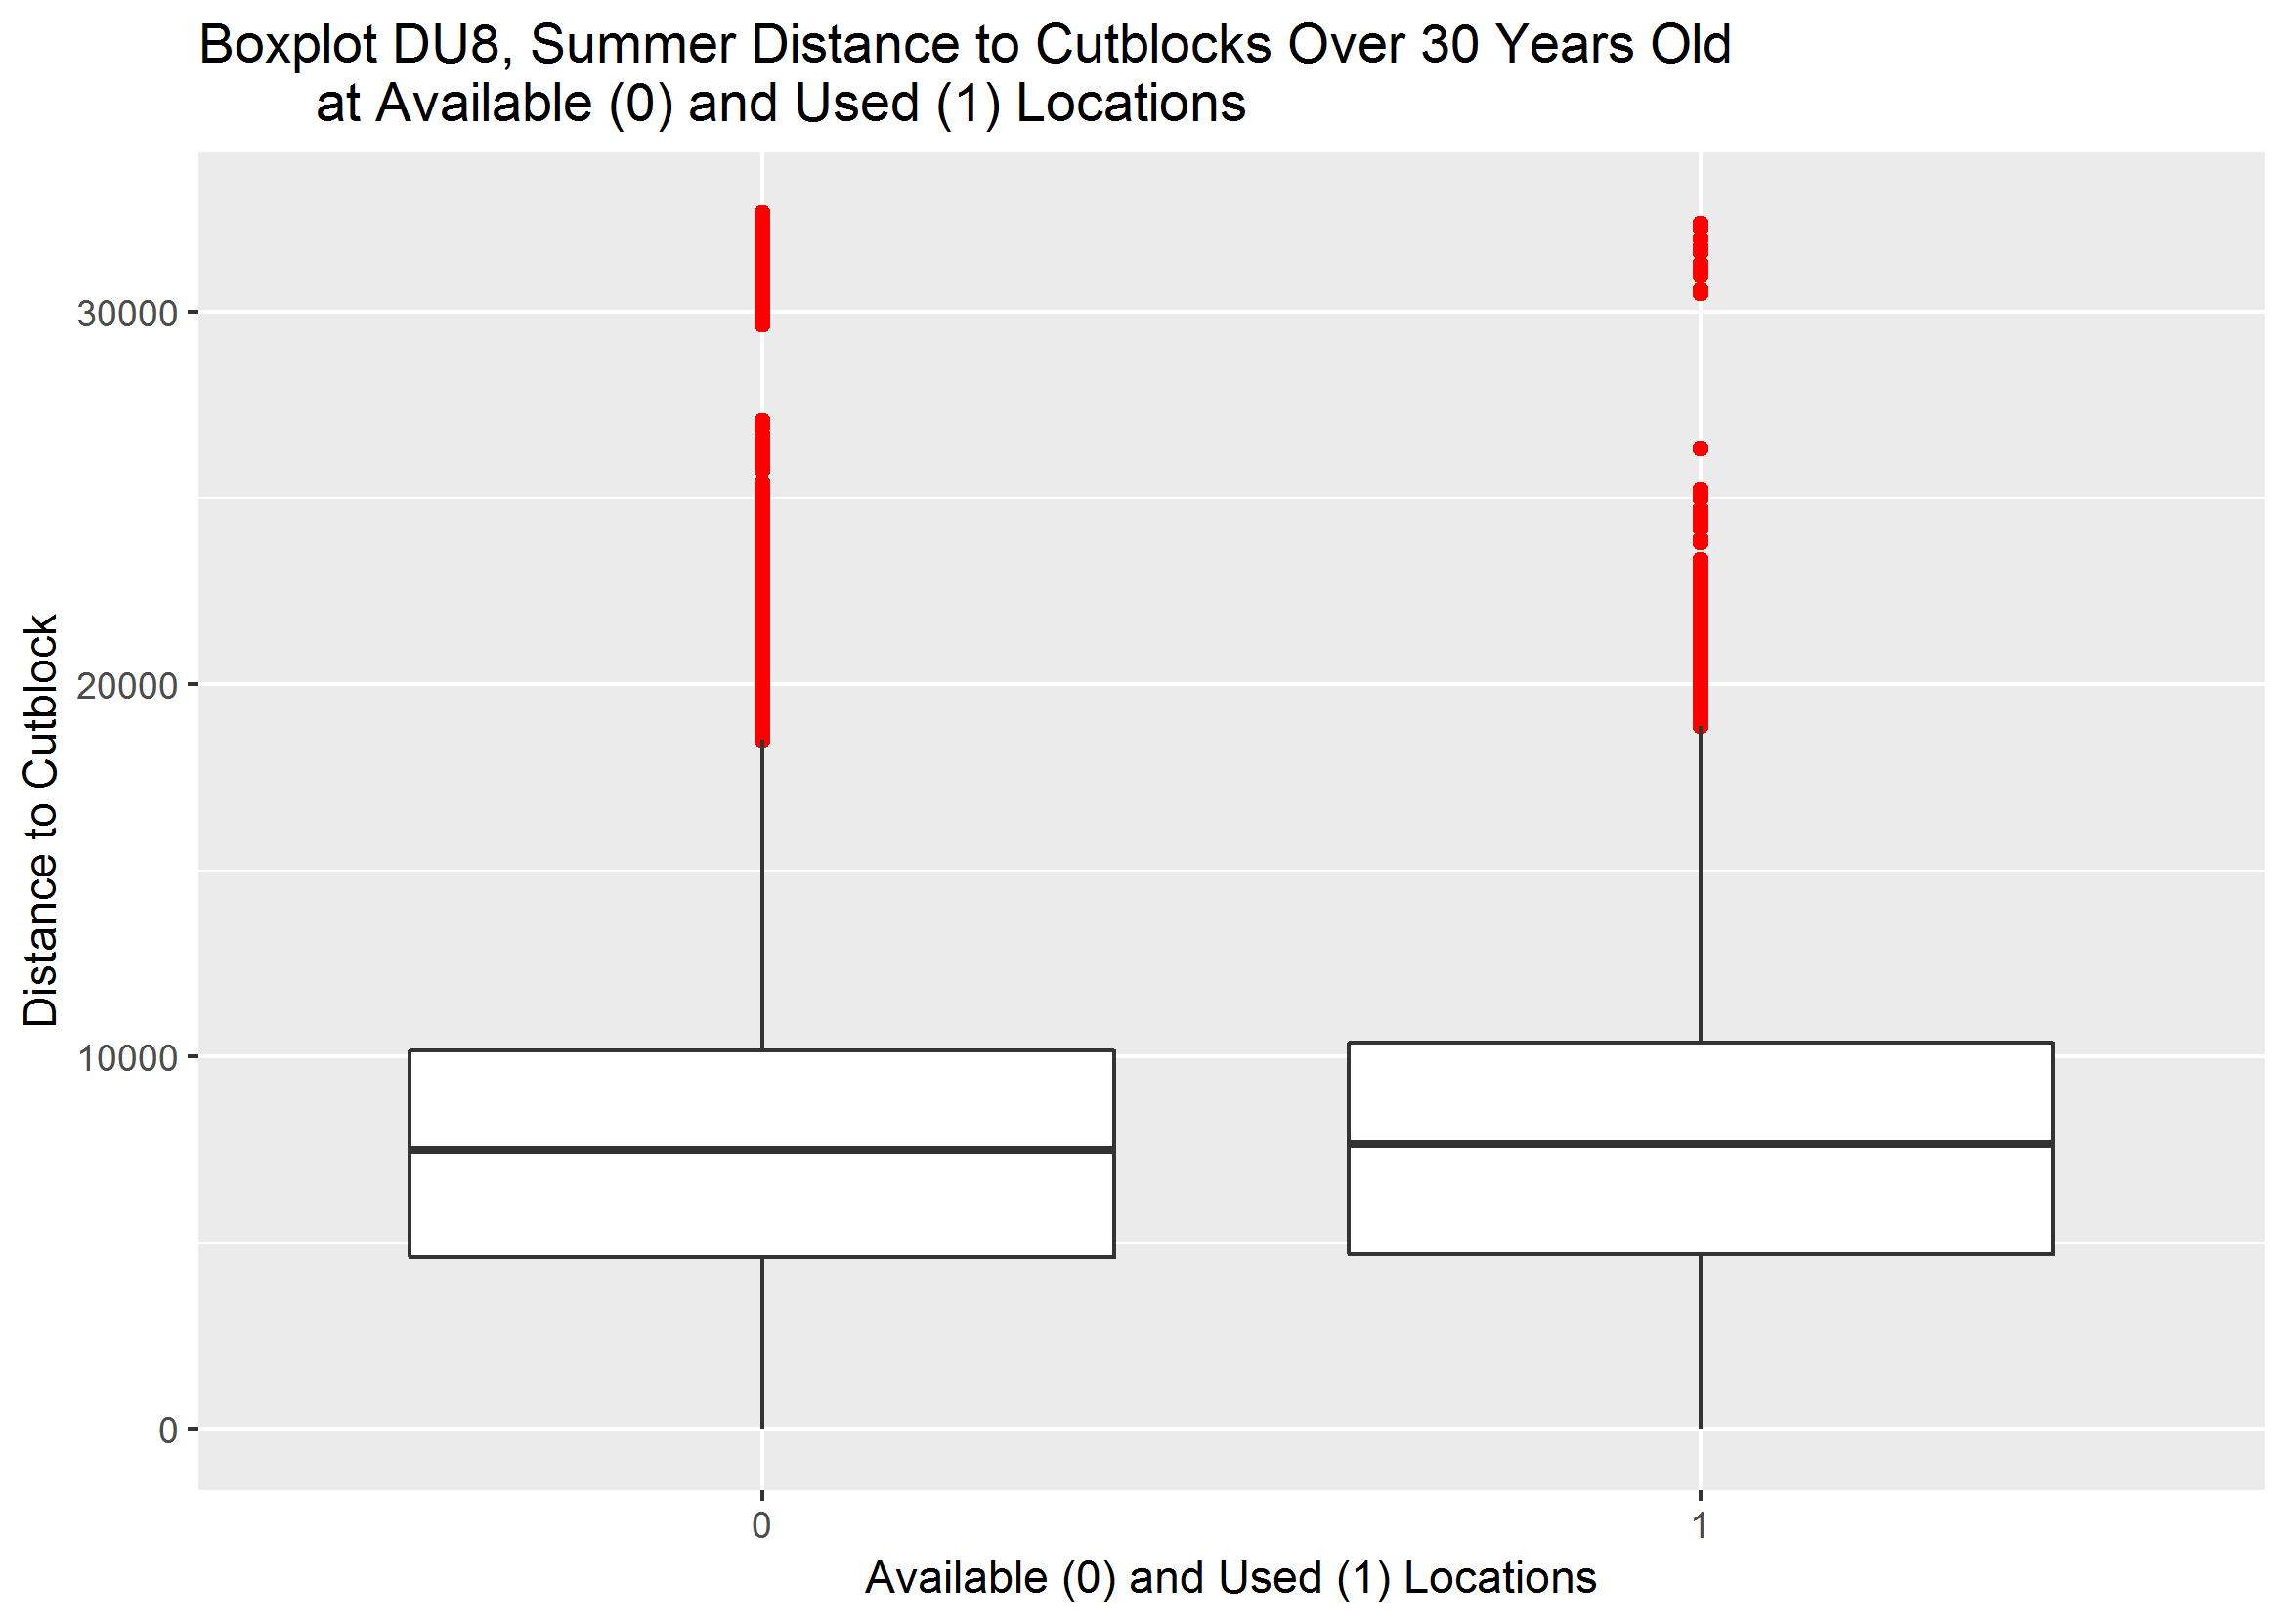 Boxplot DU8, Summer Distance to Cutblocks Over 30 Years Old
at Available (0) and Used (1) Locations
Distance to Cutblock
30000
20000
10000
0
0 1
Available (0) and Used (1) Locations